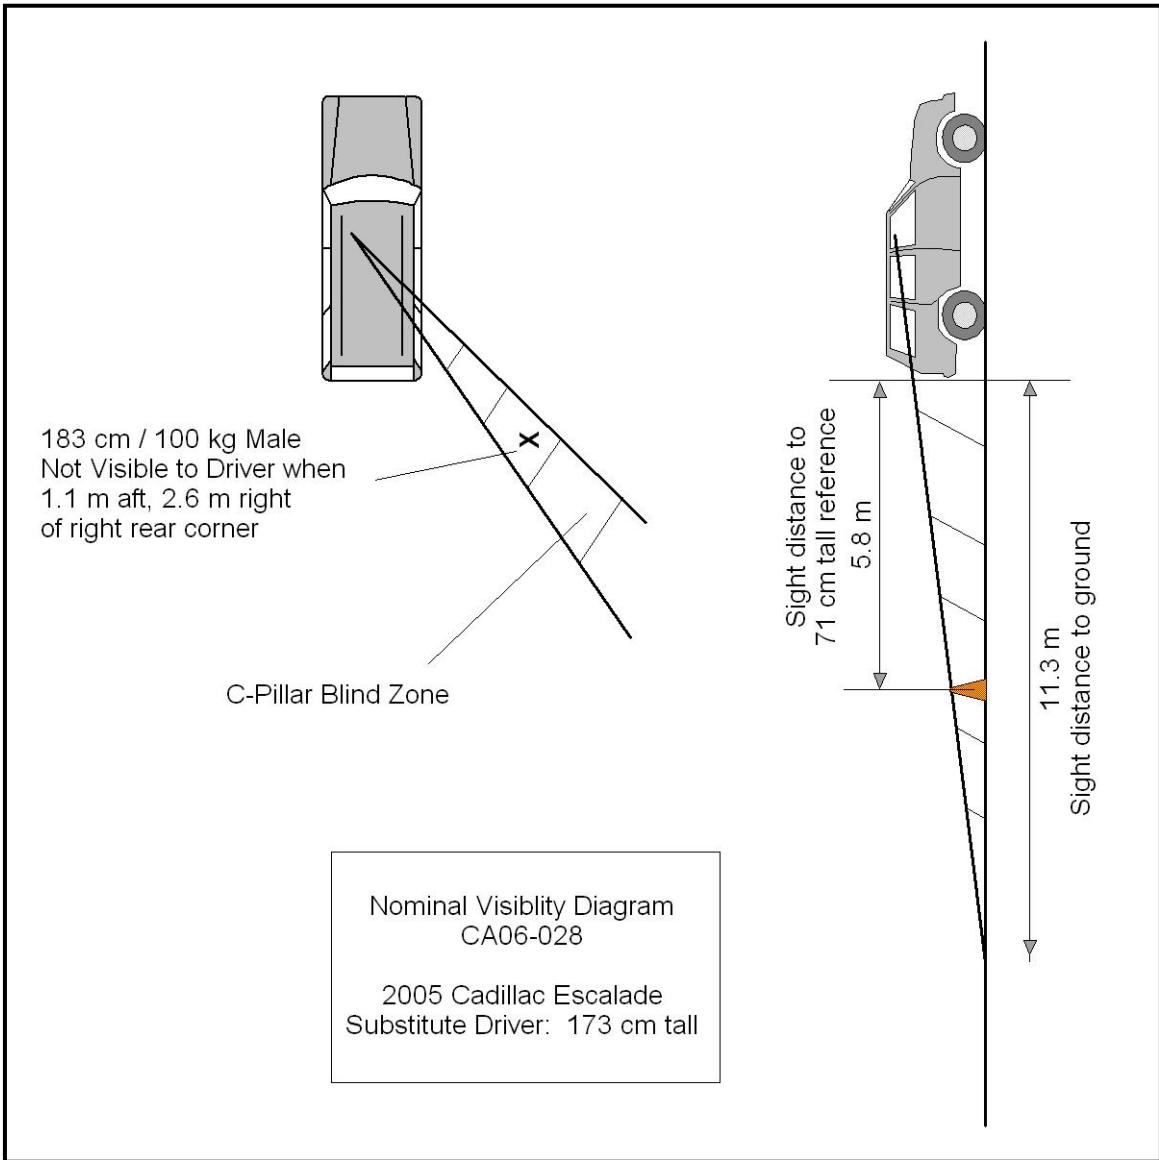 183 cm / 100 kg Male
Not Visible to Driver when
1.1 m aft, 2.6 m right
of right rear corner
X
C-Pillar Blind Zone
Sight distance to
71 cm tall reference
5.8 m
11.3 m
Sight distance to ground
Nominal Visiblity Diagram
CA06-028
2005 Cadillac Escalade
Substitute Driver: 173 cm tall